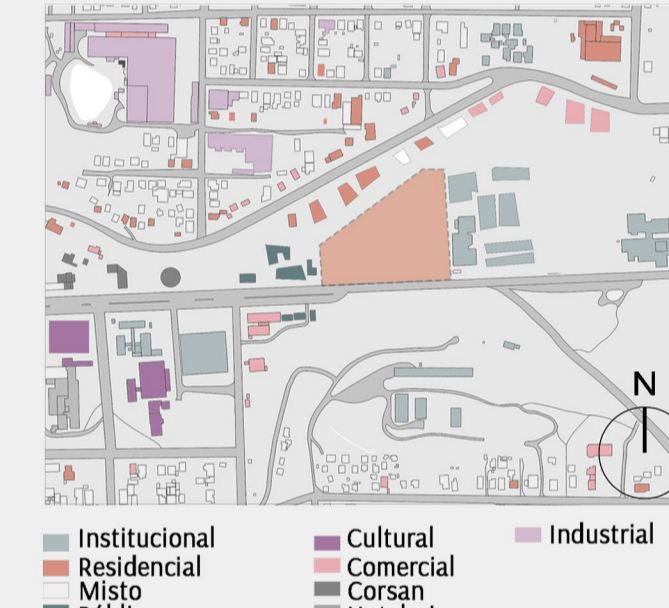 N
Institucional
Cultural
Industrial
Residencial
Comercial
Misto
Corsan